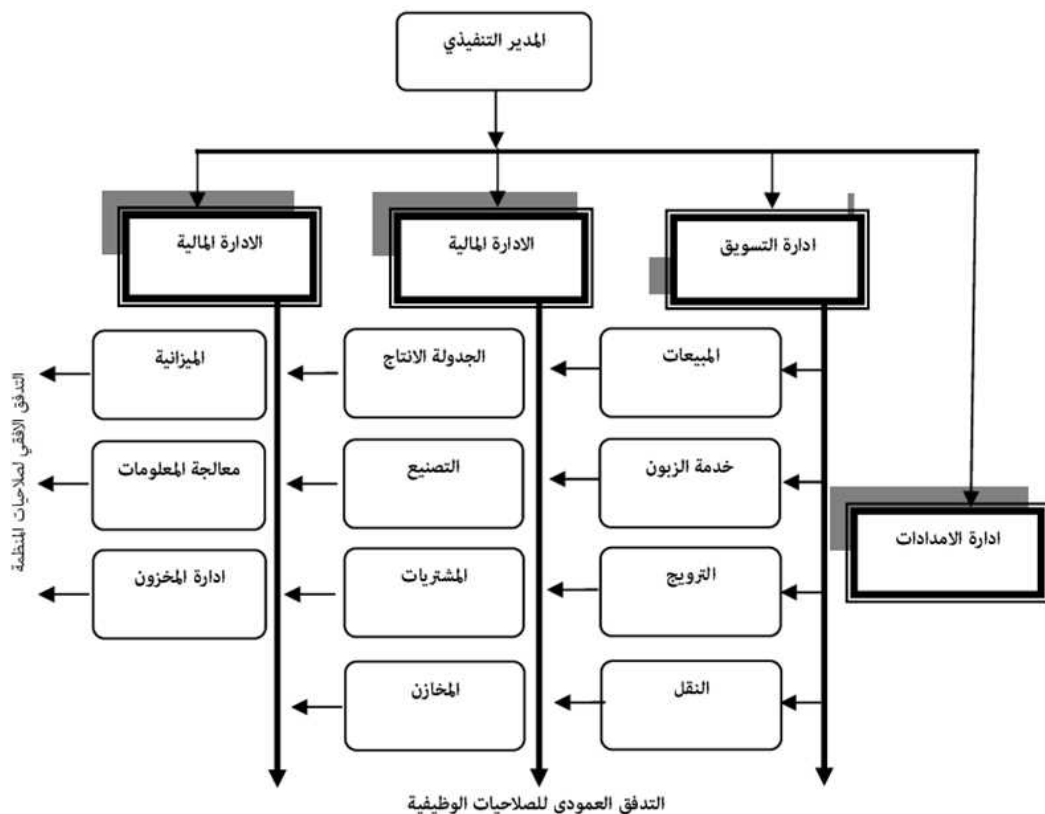 المدير التنفيذي
ادارة التسويق
الادارة المالية
الادارة المالية
المبيعات
الجدولة الانتاج
الميزانية
خدمة الزبون
التصنيع
معالجة المعلومات
ادارة الامدادات
الترويج
المشتريات
ادارة المخزون
النقل
المخازن
التدفق الافقي لصلاحيات المنظمة
التدفق العمودي للصلاحيات الوظيفية